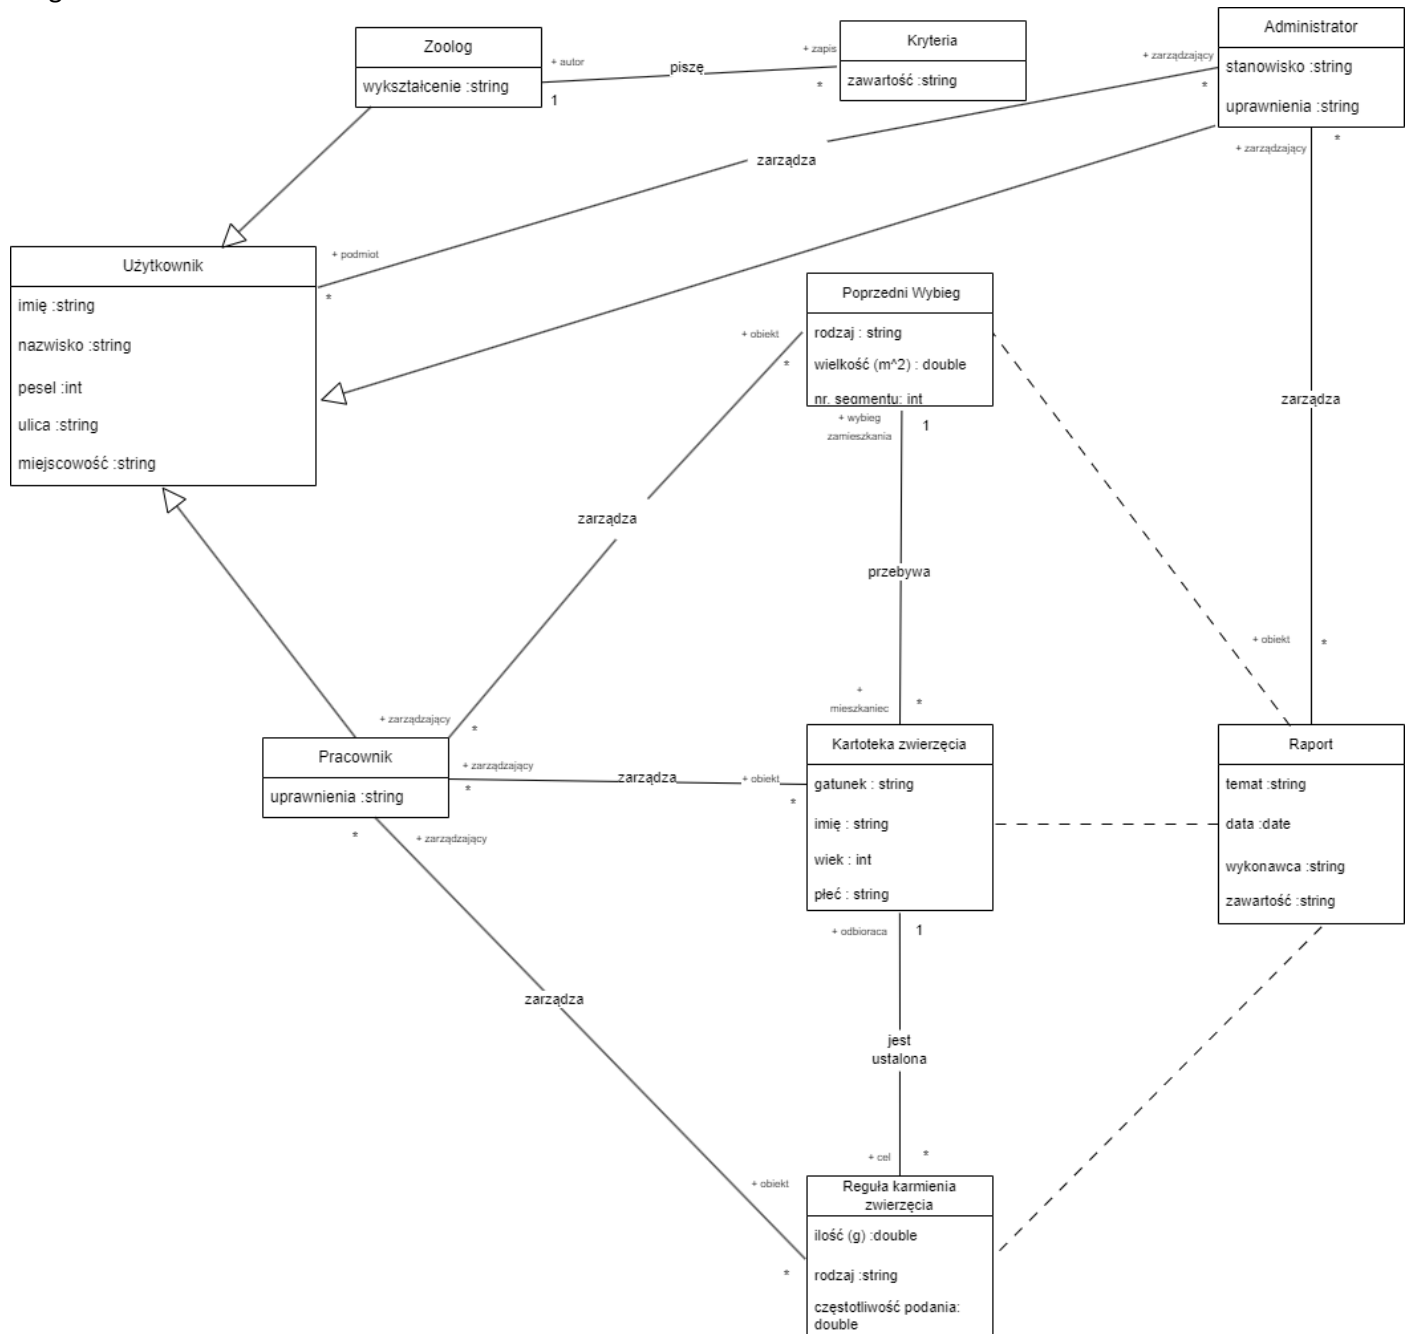 Zoolog
wykształcenie :string
+ autor
1
piszę
+ zapis
*
Kryteria
zawartość :string
Administrator
stanowisko :string
uprawnienia :string
+ zarządzający
*
zarządza
+ zarządzający
*
+ podmiot
*
Użytkownik
imię :string
nazwisko :string
pesel :int
ulica :string
miejscowość :string
Poprzedni Wybieg
rodzaj : string
wielkość (m^2) : double
nr. segmentu: int
+ obiekt
*
+ wybieg
zamieszkania
1
zarządza
zarządza
przebywa
+ obiekt
*
+
mieszkaniec
*
+ zarządzający
*
Pracownik
uprawnienia :string
+ zarządzający
*
zarządza
+ obiekt
*
Kartoteka zwierzęcia
gatunek : string
imię : string
wiek : int
płeć : string
Raport
temat :string
data :date
wykonawca :string
zawartość :string
*
+ zarządzający
+ odbioraca
1
zarządza
jest
ustalona
+ cel
*
+ obiekt
*
Reguła karmienia
zwierzęcia
ilość (g) :double
rodzaj :string
częstotliwość podania:
double